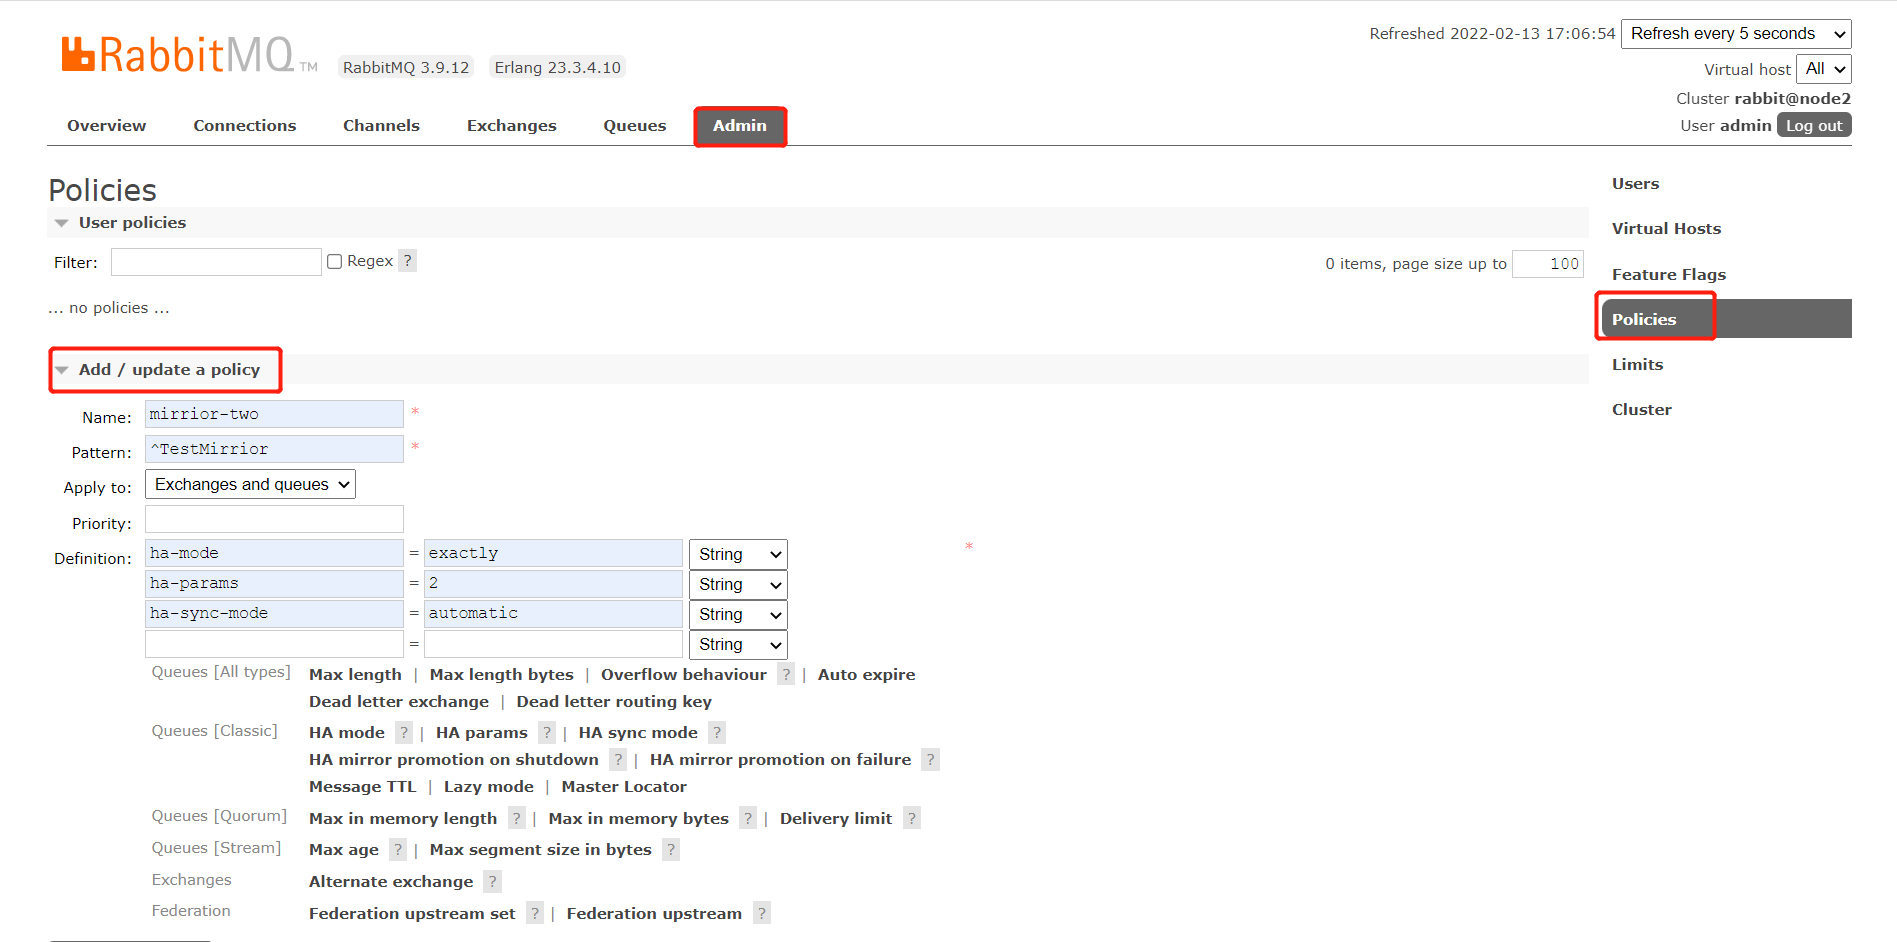 RabbitMQ TM RabbitMQ 3.9.12 Erlang 23.3.4.10
Refreshed 2022-02-13 17:06:54 Refresh every 5 seconds
Virtual host All
Cluster rabbit@node2
User admin Log out
Overview Connections Channels Exchanges Queues Admin
Policies
User policies
Filter: Regex ? 0 items, page size up to 100
... no policies ...
Add / update a policy
Name: mirrior-two *
Pattern: ^TestMirrior *
Apply to: Exchanges and queues
Priority:
Definition: ha-mode = exactly String *
ha-params = 2 String
ha-sync-mode = automatic String
= String
Queues [All types] Max length | Max length bytes | Overflow behaviour ? | Auto expire
Dead letter exchange | Dead letter routing key
Queues [Classic] HA mode ? | HA params ? | HA sync mode ?
HA mirror promotion on shutdown ? | HA mirror promotion on failure ?
Message TTL | Lazy mode | Master Locator
Queues [Quorum] Max in memory length ? | Max in memory bytes ? | Delivery limit ?
Queues [Stream] Max age ? | Max segment size in bytes ?
Exchanges Alternate exchange ?
Federation Federation upstream set ? | Federation upstream ?
Users
Virtual Hosts
Feature Flags
Policies
Limits
Cluster